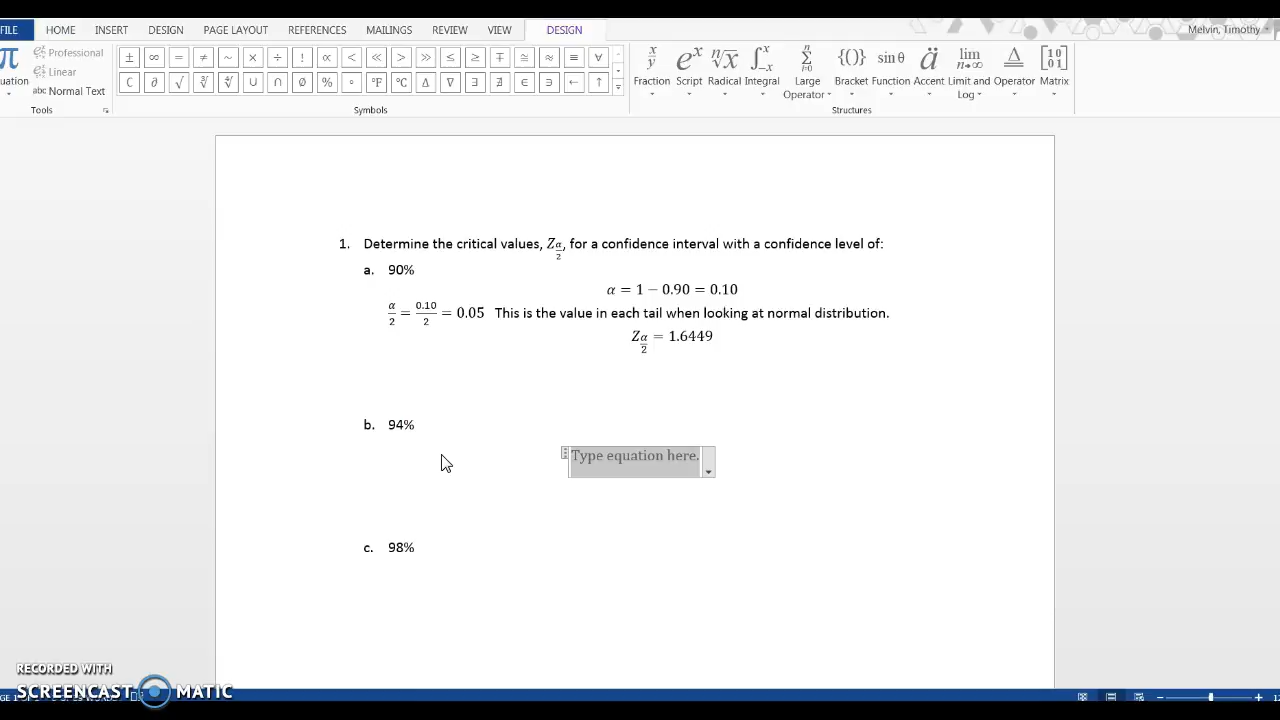 FILE HOME INSERT DESIGN PAGE LAYOUT REFERENCES MAILINGS REVIEW VIEW DESIGN Melvin, Timothy
π Professional ± ∞ = ≠ ~ × ÷ ! ∝ < ≪ > ≫ ≤ ≥ ∓ ≅ ≈ ≡ ∀
Linear
abc Normal Text ∁ ∂ √ ∛ ∜ ∪ ∩ ∅ % ° °F °C ∆ ∇ ∃ ∄ ∈ ∋ ← ↑
Fraction Script Radical Integral Large Operator Bracket Function Accent Limit and Log Operator Matrix
Tools Symbols Structures
1. Determine the critical values, Zα/2, for a confidence interval with a confidence level of:
a. 90%
α = 1 − 0.90 = 0.10
α/2 = 0.10/2 = 0.05 This is the value in each tail when looking at normal distribution.
Zα/2 = 1.6449
b. 94%
Type equation here.
c. 98%
RECORDED WITH
SCREENCAST MATIC